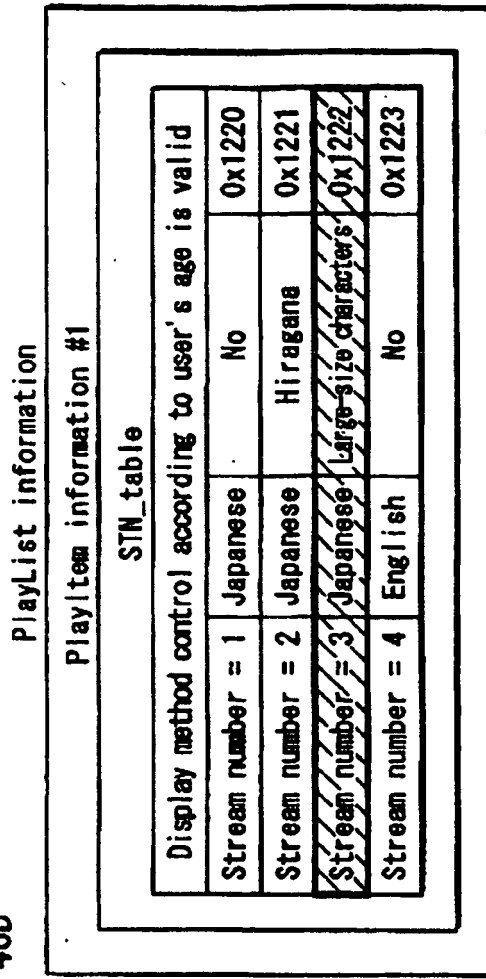 PlayList information
PlayItem information #1
STN_table
Display method control according to user's age is valid
Stream number = 1 Japanese No 0x1220
Stream number = 2 Japanese Hiragana 0x1221
Stream number = 3 Japanese Large-size characters 0x1222
Stream number = 4 English No 0x1223